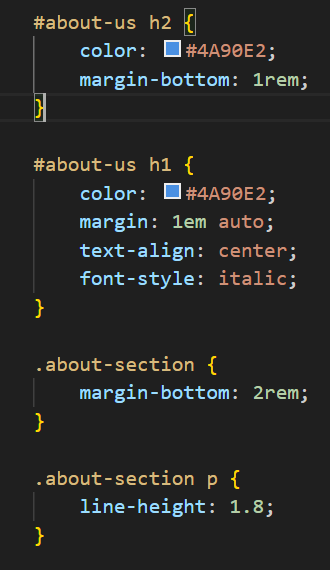 #about-us h2 {
    color: #4A90E2;
    margin-bottom: 1rem;
}

#about-us h1 {
    color: #4A90E2;
    margin: 1em auto;
    text-align: center;
    font-style: italic;
}

.about-section {
    margin-bottom: 2rem;
}

.about-section p {
    line-height: 1.8;
}